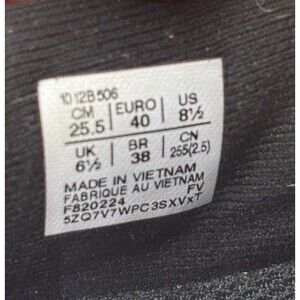 1012B506
CM EURO US
25.5 40 8½
UK BR CN
6½ 38 255(2.5)
MADE IN VIETNAM
FABRIQUE AU VIETNAM
F820224 FV
5ZQ7V7WPC3SXVxT